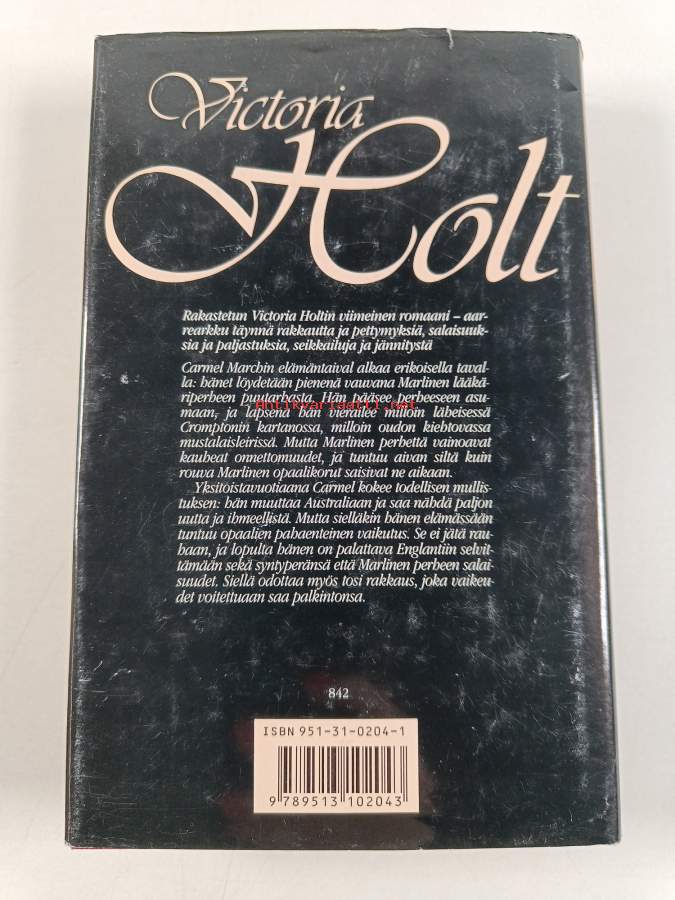 Victoria
Holt
Rakastetun Victoria Holtin viimeinen romaani – aar-
rearkku täynnä rakkautta ja pettymyksiä, salaisuuk-
sia ja paljastuksia, seikkailuja ja jännitystä
Carmel Marchin elämäntaival alkaa erikoisella taval-
la: hänet löydetään pienenä vauvana Marlinen lääkä-
riperheen puutarhasta. Hän pääsee perheeseen asu-
Antikvariaatti.net
maan, ja lapsena hän vierailee milloin läheisessä
Cromptonin kartanossa, milloin oudon kiehtovassa
mustalaisleirissä. Mutta Marlinen perhettä vainoavat
kauheat onnettomuudet, ja tuntuu aivan siltä kuin
rouva Marlinen opaalikorut saisivat ne aikaan.
Yksitoistavuotiaana Carmel kokee todellisen mullis-
tuksen: hän muuttaa Australiaan ja saa nähdä paljon
uutta ja ihmeellistä. Mutta sielläkin hänen elämässään
tuntuu opaalien pahaenteinen vaikutus. Se ei jätä rau-
haan, ja lopulta hänen on palattava Englantiin selvit-
tämään sekä syntyperänsä että Marlinen perheen salai-
suudet. Siellä odottaa myös tosi rakkaus, joka vaikeu-
det voitettuaan saa palkintonsa.
842
ISBN 951-31-0204-1
9 789513 102043